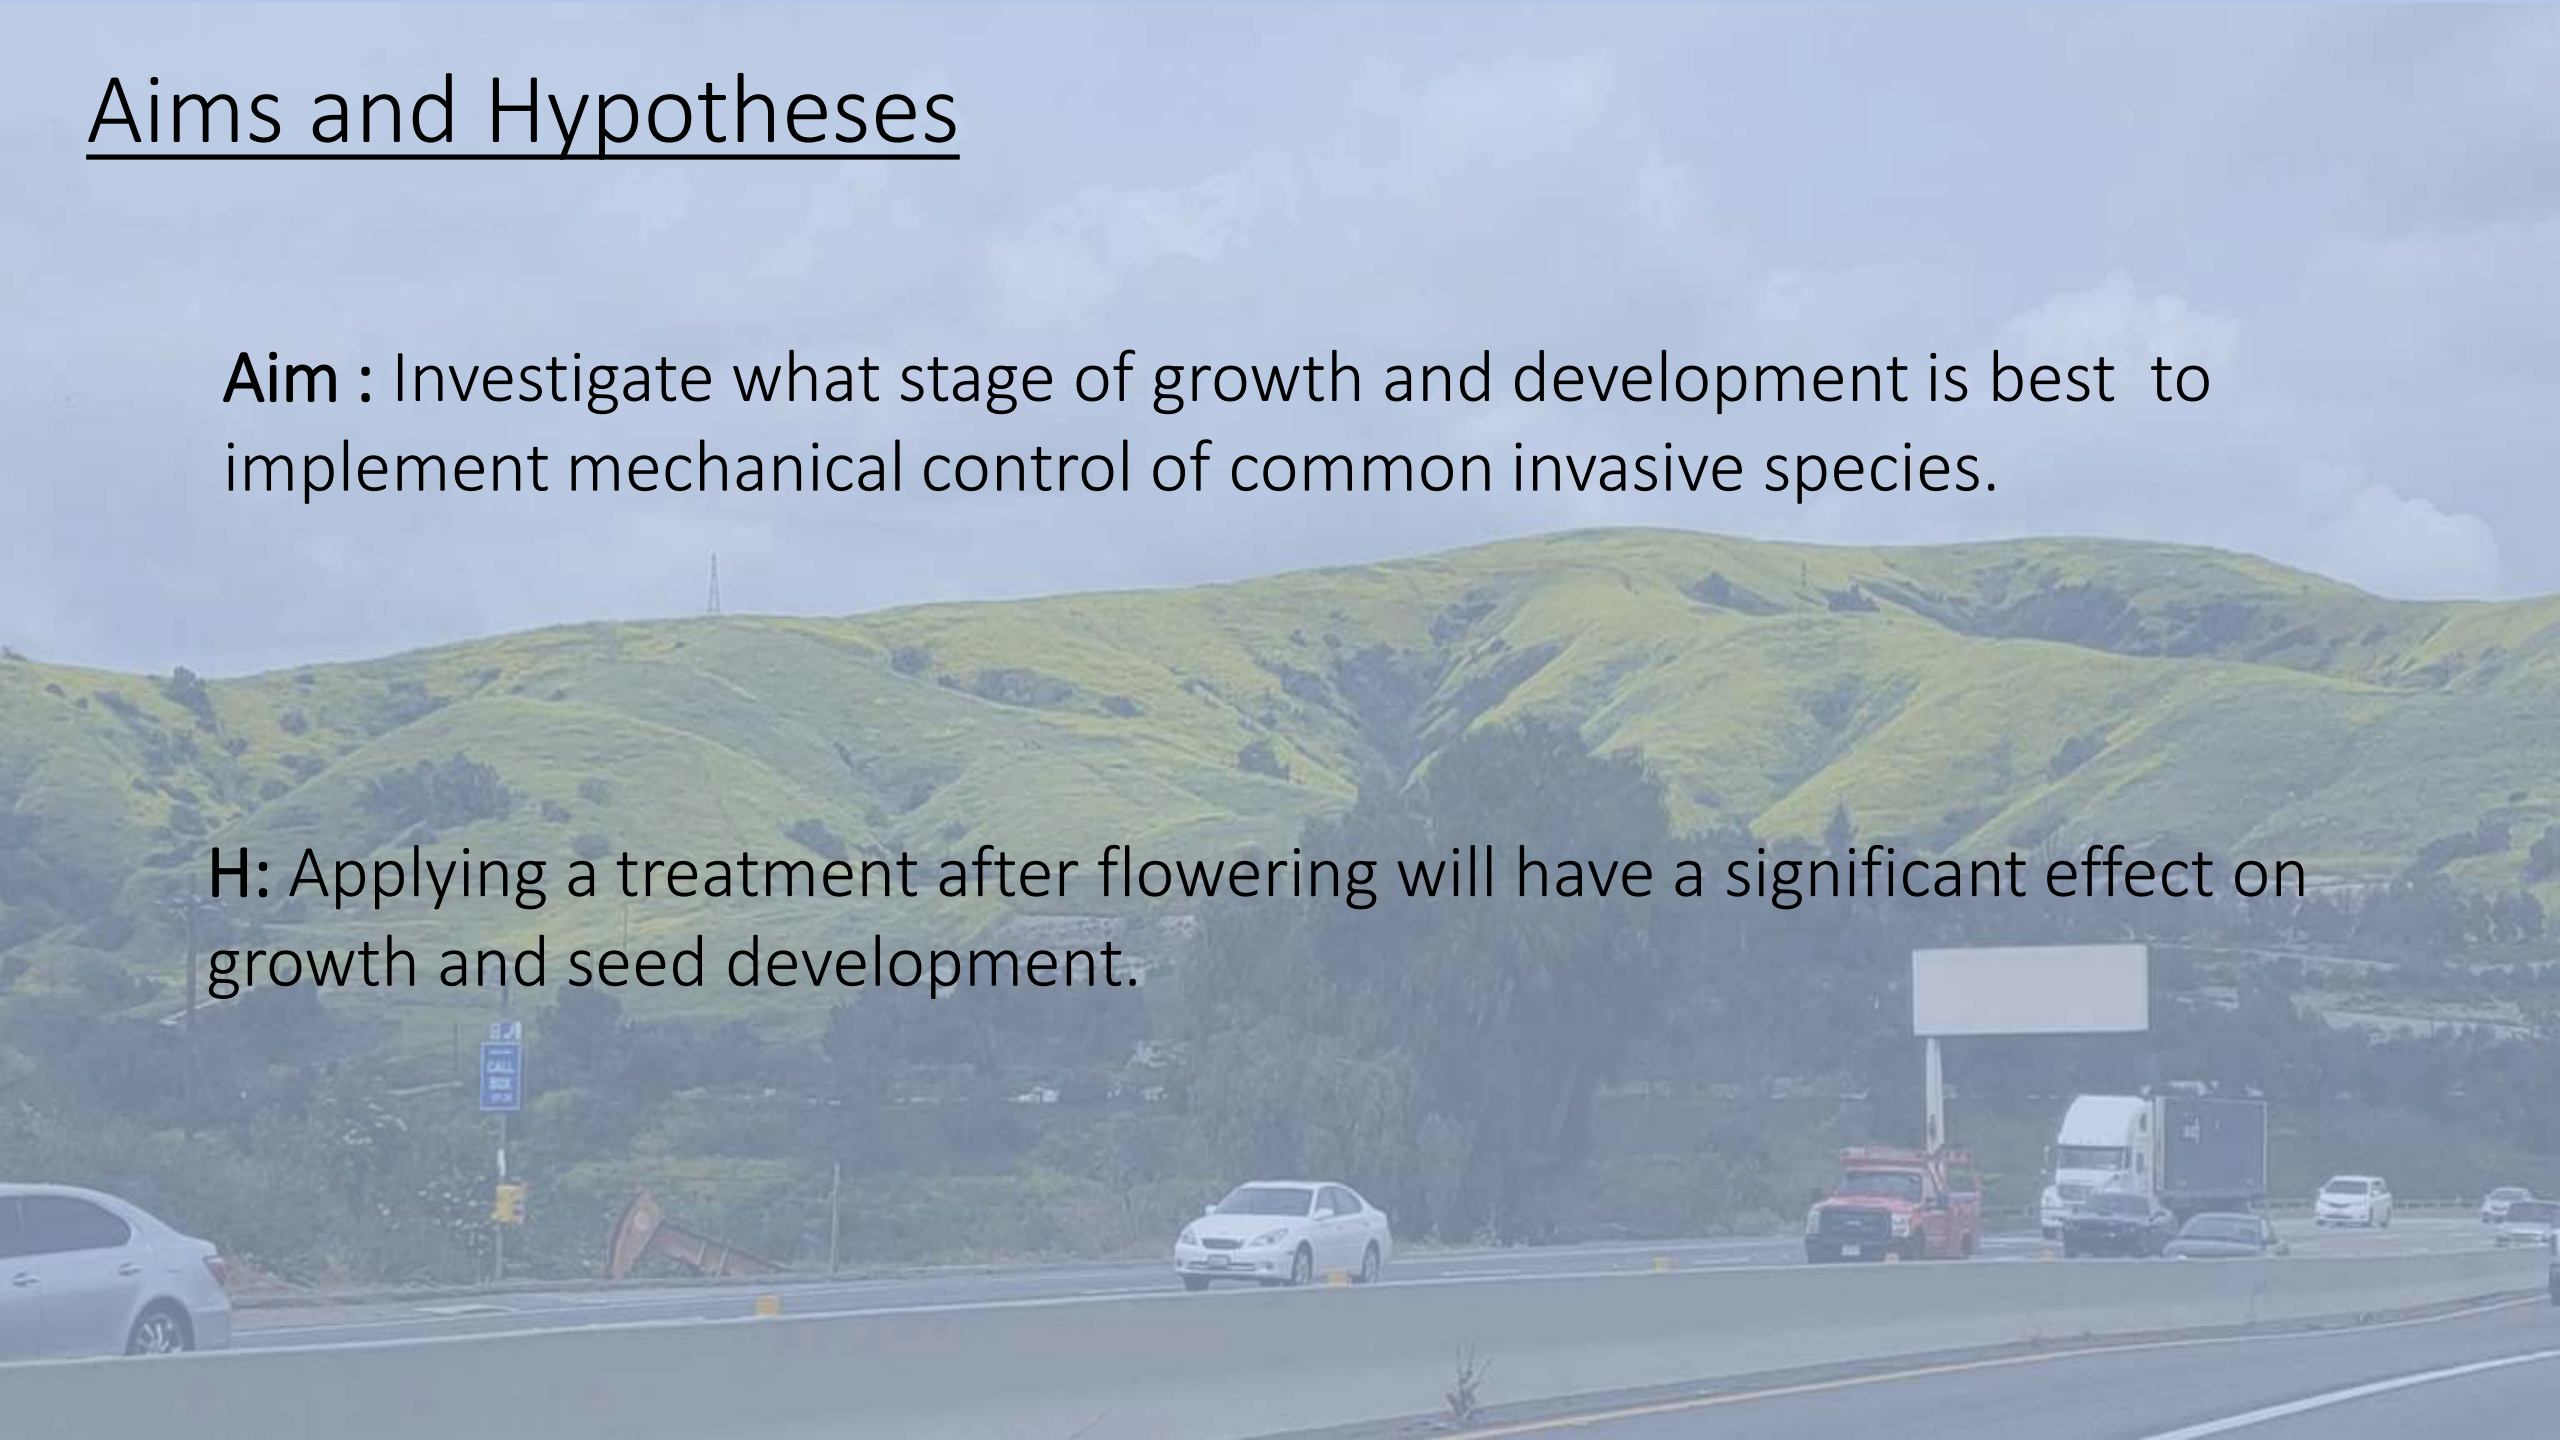 Aims and Hypotheses
Aim : Investigate what stage of growth and development is best  to
implement mechanical control of common invasive species.
H: Applying a treatment after flowering will have a significant effect on
growth and seed development.
CALL
BOX